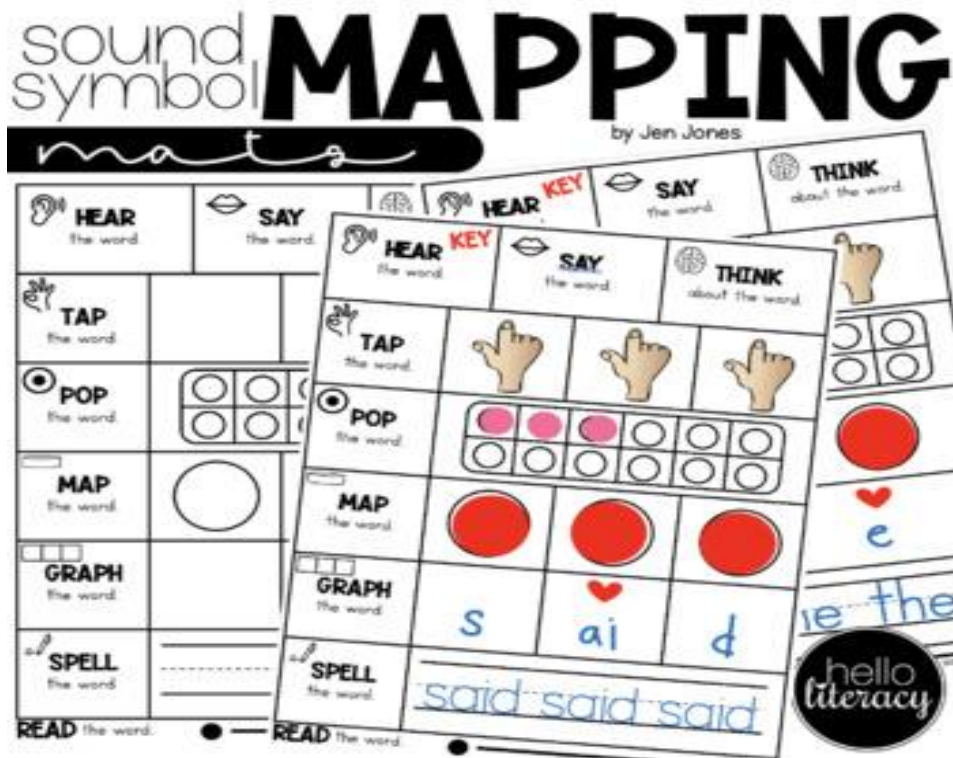 sound
symbol
MAPPING
mats
by Jen Jones
HEAR
the word.
SAY
the word.
TAP
the word.
POP
the word.
MAP
the word.
GRAPH
the word.
SPELL
the word.
READ the word.
HEAR KEY
the word.
SAY
the word.
THINK
about the word.
TAP
the word.
POP
the word.
MAP
the word.
GRAPH
the word.
s ai d
SPELL
the word.
said said said
READ the word.
HEAR KEY
SAY
the word.
THINK
about the word.
e
the
hello
literacy